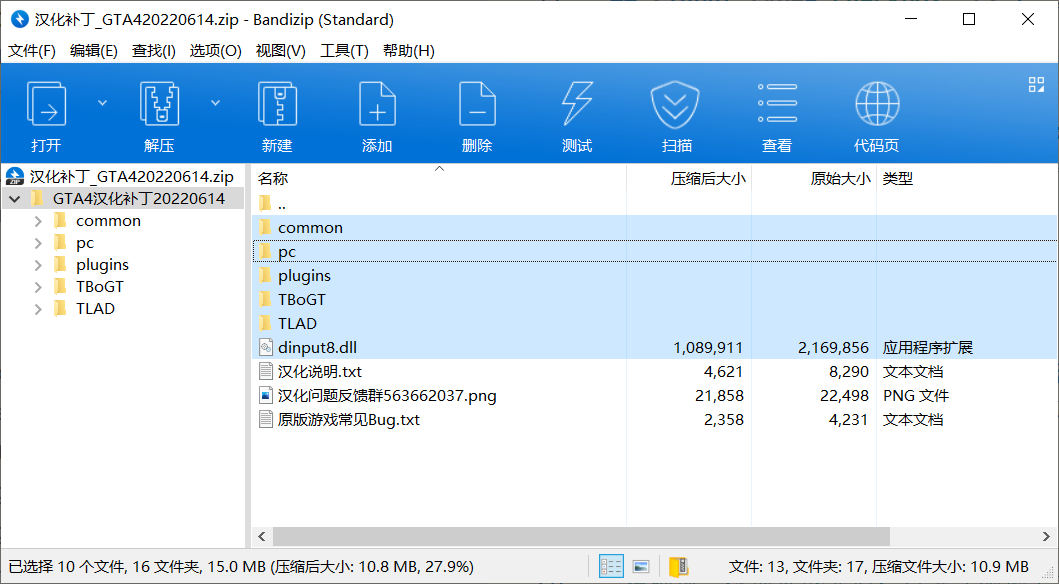 汉化补丁_GTA420220614.zip - Bandizip (Standard)
文件(F) 编辑(E) 查找(I) 选项(O) 视图(V) 工具(T) 帮助(H)
打开 解压 新建 添加 删除 测试 扫描 查看 代码页
汉化补丁_GTA420220614.zip
GTA4汉化补丁20220614
common
pc
plugins
TBoGT
TLAD
名称 压缩后大小 原始大小 类型
..
common
pc
plugins
TBoGT
TLAD
dinput8.dll 1,089,911 2,169,856 应用程序扩展
汉化说明.txt 4,621 8,290 文本文档
汉化问题反馈群563662037.png 21,858 22,498 PNG 文件
原版游戏常见Bug.txt 2,358 4,231 文本文档
已选择 10 个文件, 16 文件夹, 15.0 MB (压缩后大小: 10.8 MB, 27.9%)
文件: 13, 文件夹: 17, 压缩文件大小: 10.9 MB